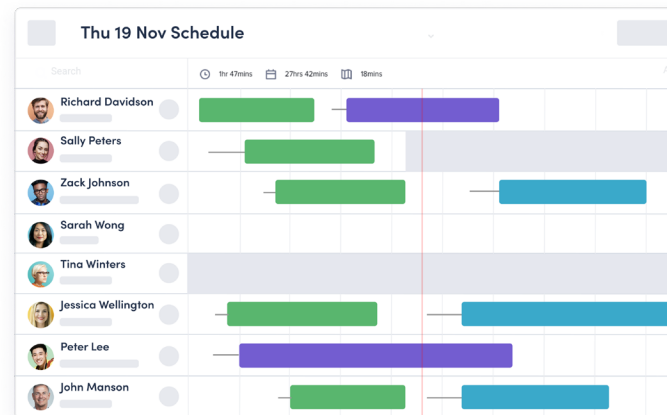 Thu 19 Nov Schedule
Search
1hr 47mins 27hrs 42mins 18mins
Richard Davidson
Sally Peters
Zack Johnson
Sarah Wong
Tina Winters
Jessica Wellington
Peter Lee
John Manson